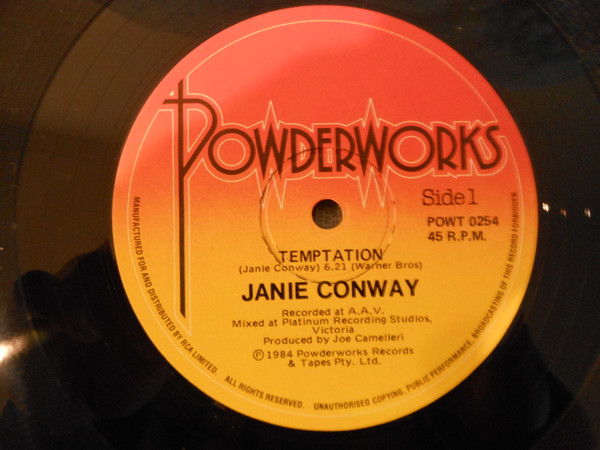 POWDERWORKS
Side 1
POWT 0254
45 R.P.M.
TEMPTATION
(Janie Conway) 6.21 (Warner Bros)
JANIE CONWAY
Recorded at A.A.V.
Mixed at Platinum Recording Studios,
Victoria
Produced by Joe Camelleri
Ⓟ 1984 Powderworks Records
& Tapes Pty. Ltd.
MANUFACTURED FOR AND DISTRIBUTED BY RCA LIMITED. ALL RIGHTS RESERVED. UNAUTHORISED COPYING, PUBLIC PERFORMANCE, BROADCASTING OF THIS RECORD FORBIDDEN.